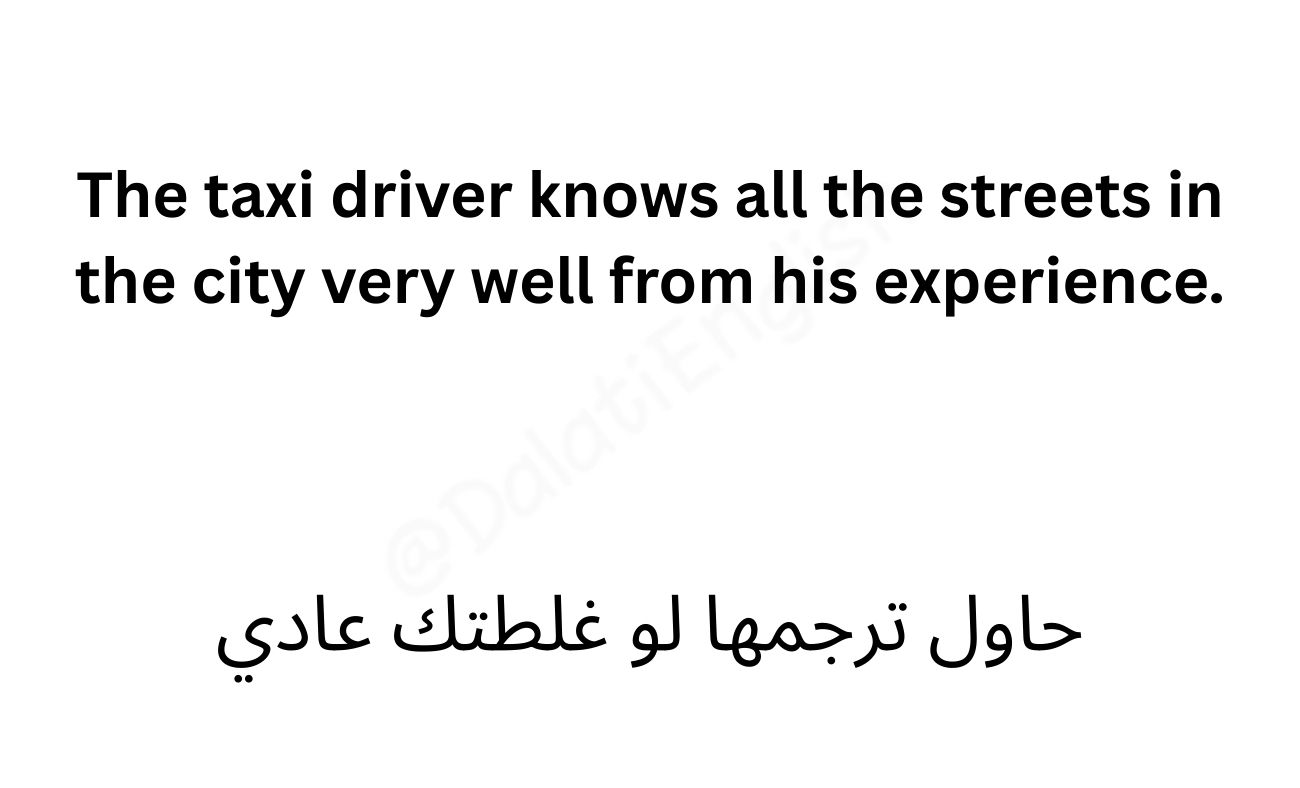 The taxi driver knows all the streets in
the city very well from his experience.
@DalatiEnglish
حاول ترجمها لو غلطتك عادي